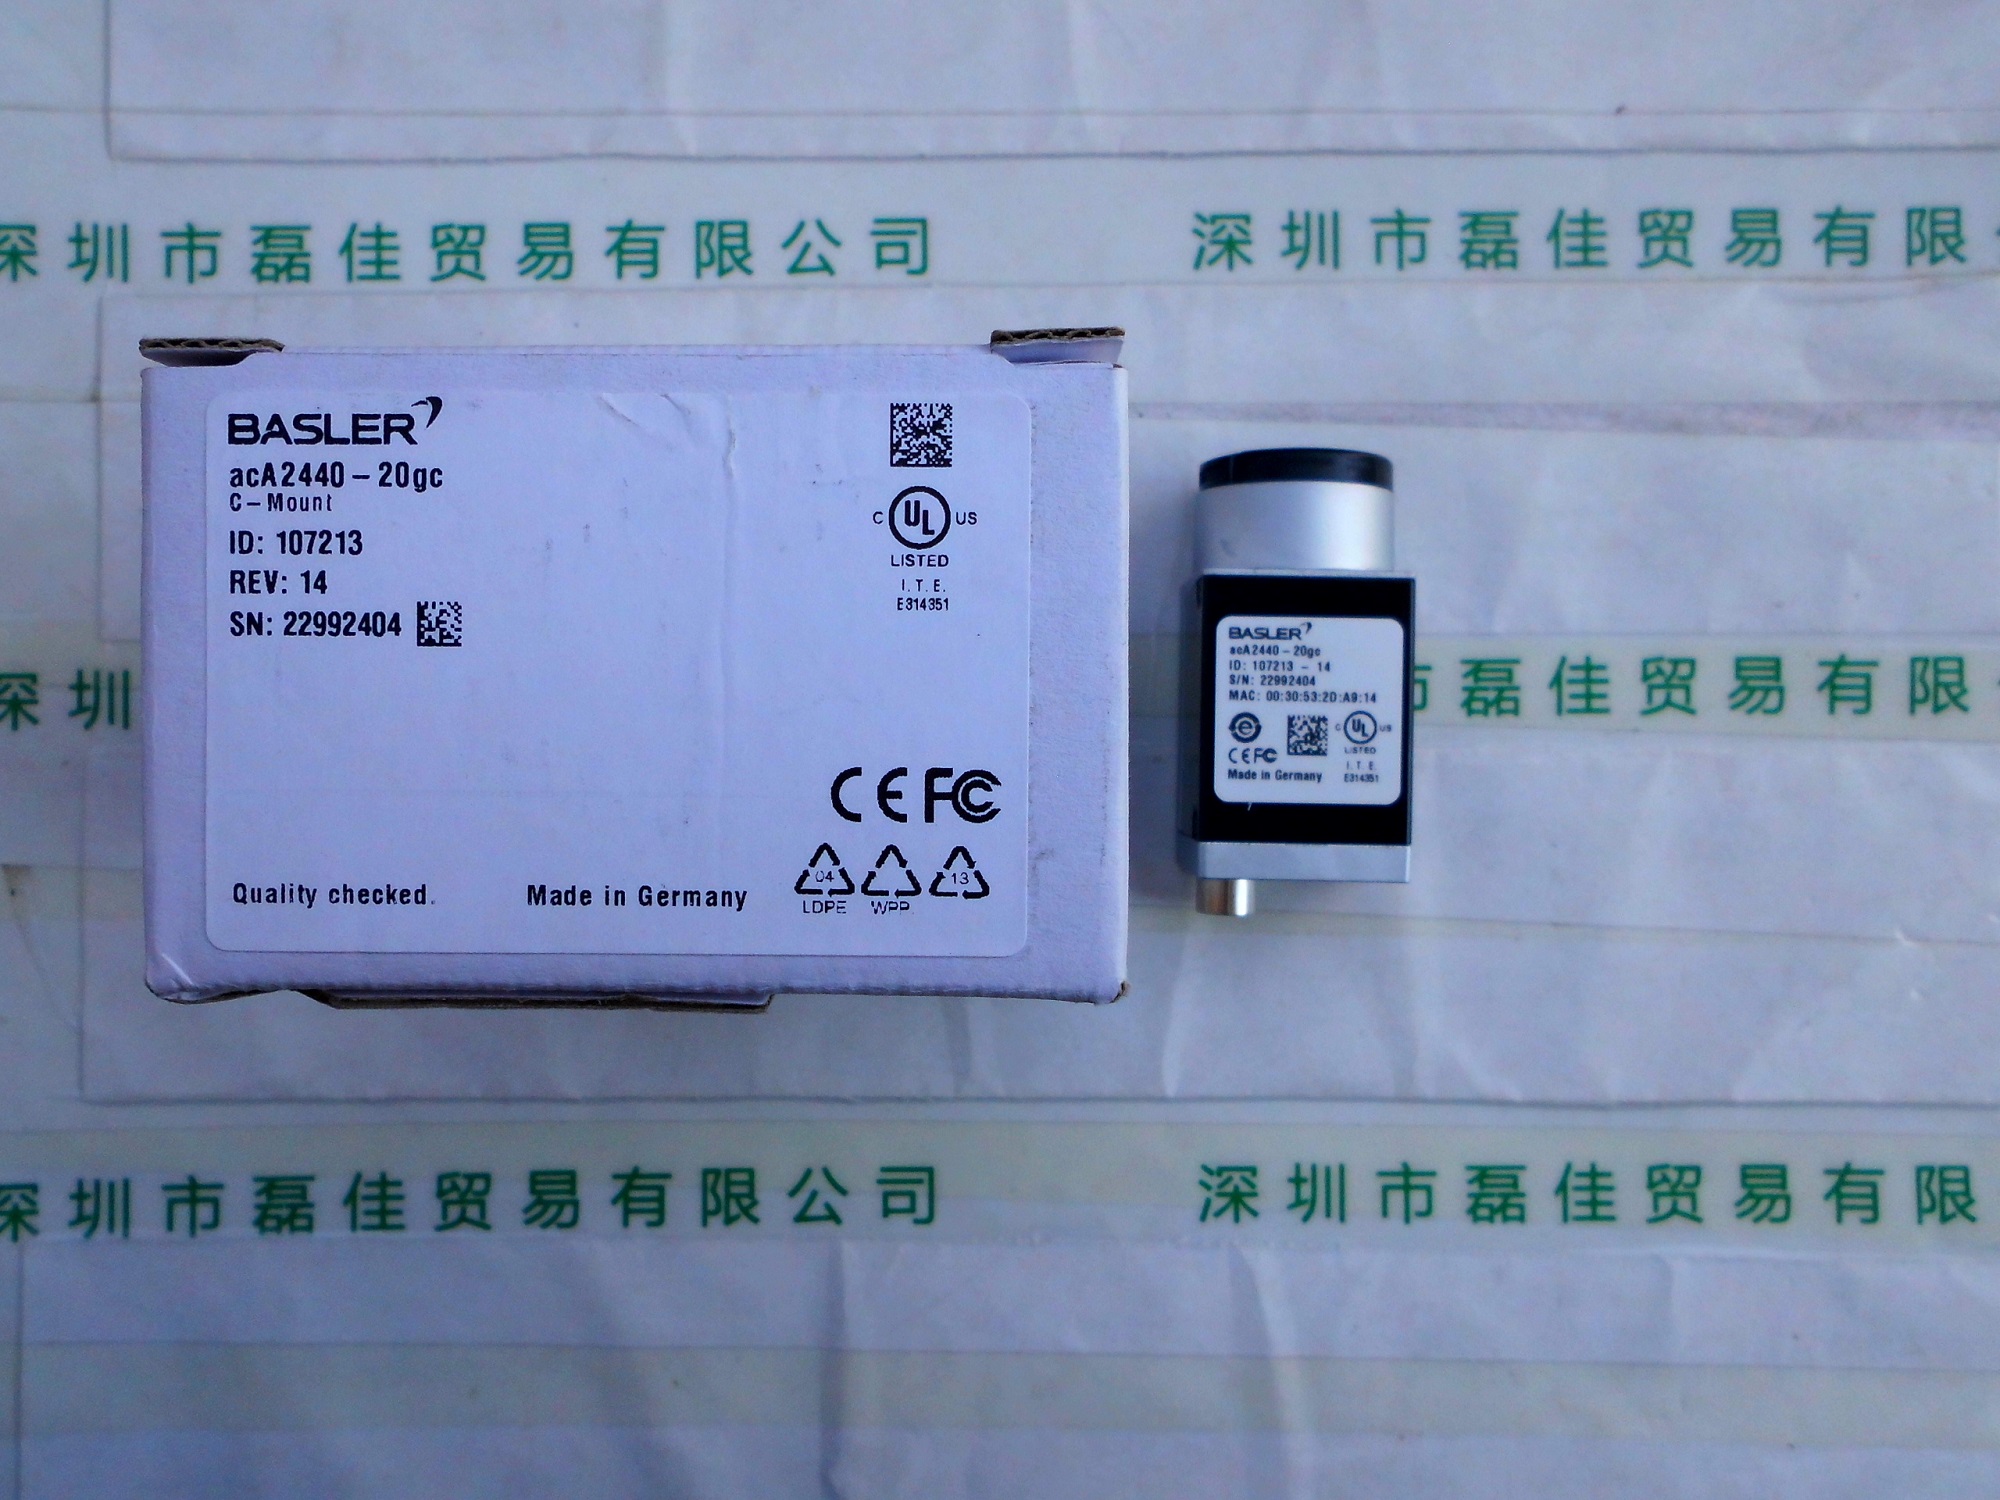 深圳市磊佳贸易有限公司
深圳市磊佳贸易有限
BASLER
acA2440-20gc
C-Mount
ID: 107213
REV: 14
SN: 22992404
C UL US
LISTED
I.T.E.
E314351
CE FC
Quality checked.
Made in Germany
04
LDPE
WPP
13
BASLER
acA2440-20gc
ID: 107213 - 14
S/N: 22992404
MAC: 00:30:53:2D:A9:14
e
C UL US
LISTED
I.T.E.
E314351
CE FC
Made in Germany
深圳
市磊佳贸易有限
深圳市磊佳贸易有限公司
深圳市磊佳贸易有限